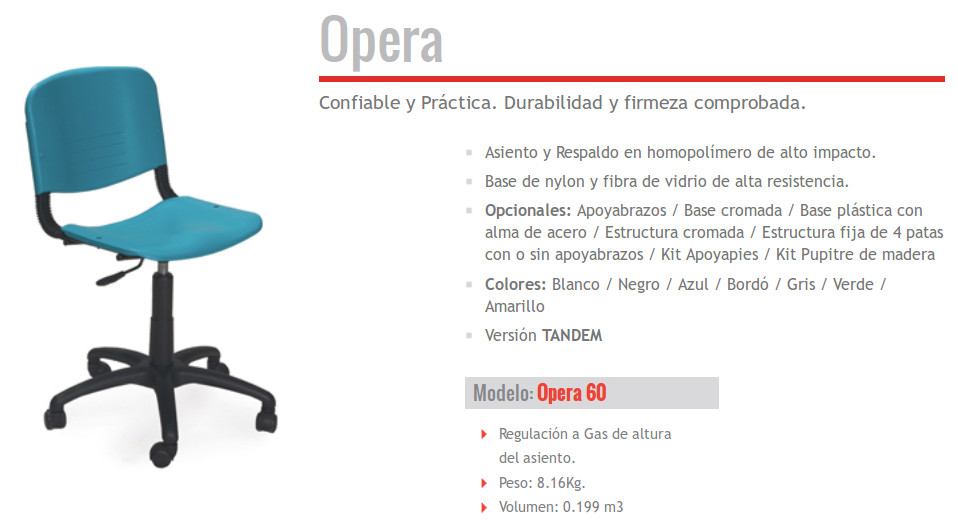 Opera
Confiable y Práctica. Durabilidad y firmeza comprobada.
Asiento y Respaldo en homopolímero de alto impacto.
Base de nylon y fibra de vidrio de alta resistencia.
Opcionales: Apoyabrazos / Base cromada / Base plástica con
alma de acero / Estructura cromada / Estructura fija de 4 patas
con o sin apoyabrazos / Kit Apoyapies / Kit Pupitre de madera
Colores: Blanco / Negro / Azul / Bordó / Gris / Verde /
Amarillo
Versión TANDEM
Modelo: Opera 60
Regulación a Gas de altura
del asiento.
Peso: 8.16Kg.
Volumen: 0.199 m3